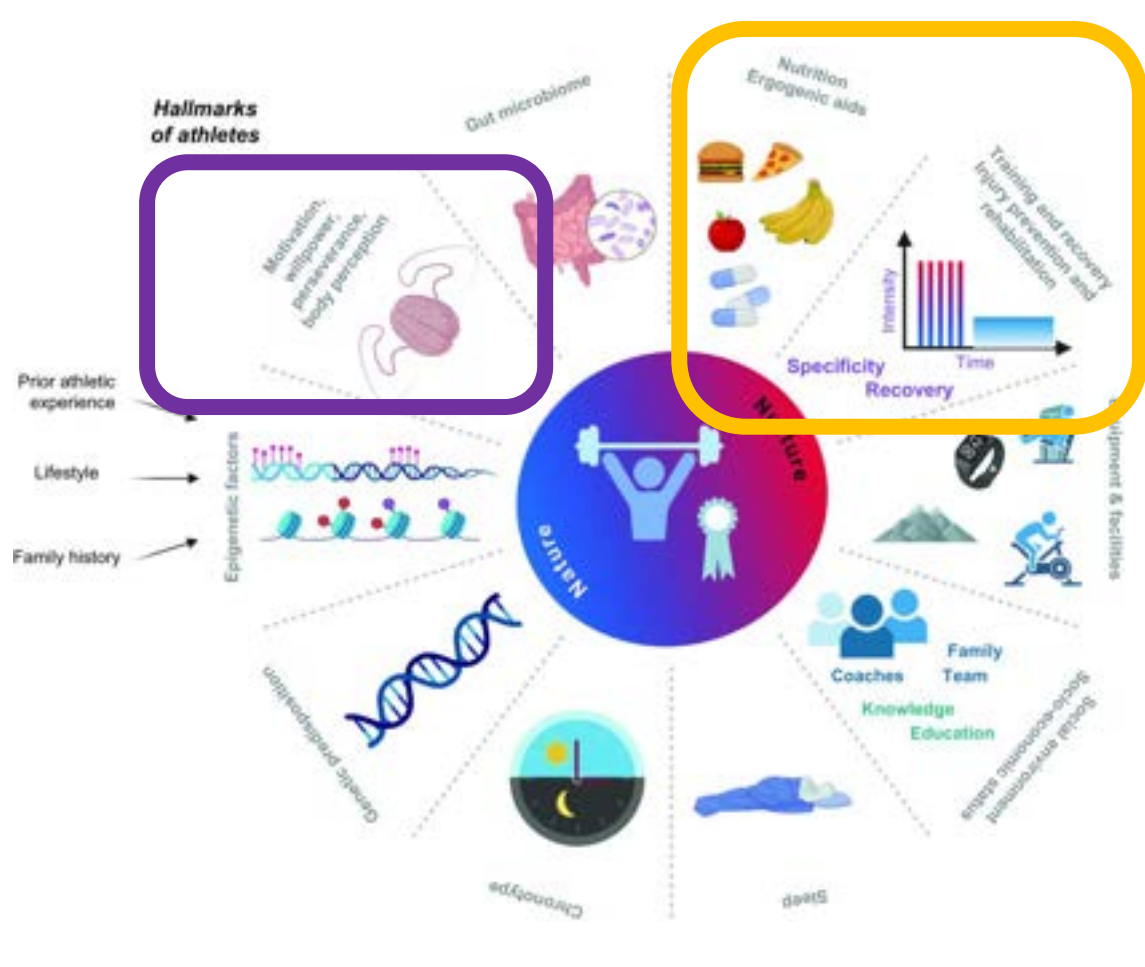 Hallmarks
of athletes
Gut microbiome
Nutrition
Ergogenic aids
Training and recovery
Injury prevention and
rehabilitation
Intensity
Time
Specificity
Recovery
Motivation,
willpower,
perseverance,
body perception
Prior athletic
experience
Lifestyle
Family history
Epigenetic factors
Nurture
Nature
Equipment & facilities
Family
Coaches Team
Knowledge
Education
Social environment
Socio-economic status
Genetic predisposition
Chronotype
Sleep